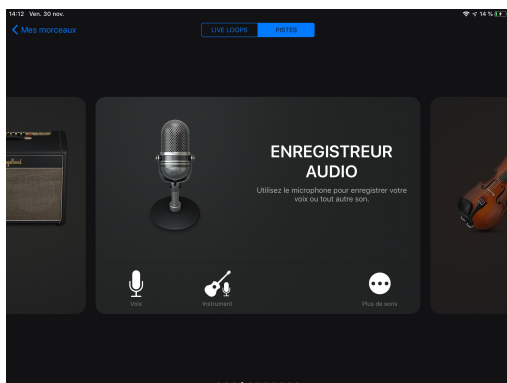 14:12 Ven. 30 nov.
14 %
Mes morceaux
LIVE LOOPS
PISTES
ENREGISTREUR
AUDIO
Utilisez le microphone pour enregistrer votre
voix ou tout autre son.
Voix
Instrument
Plus de sons